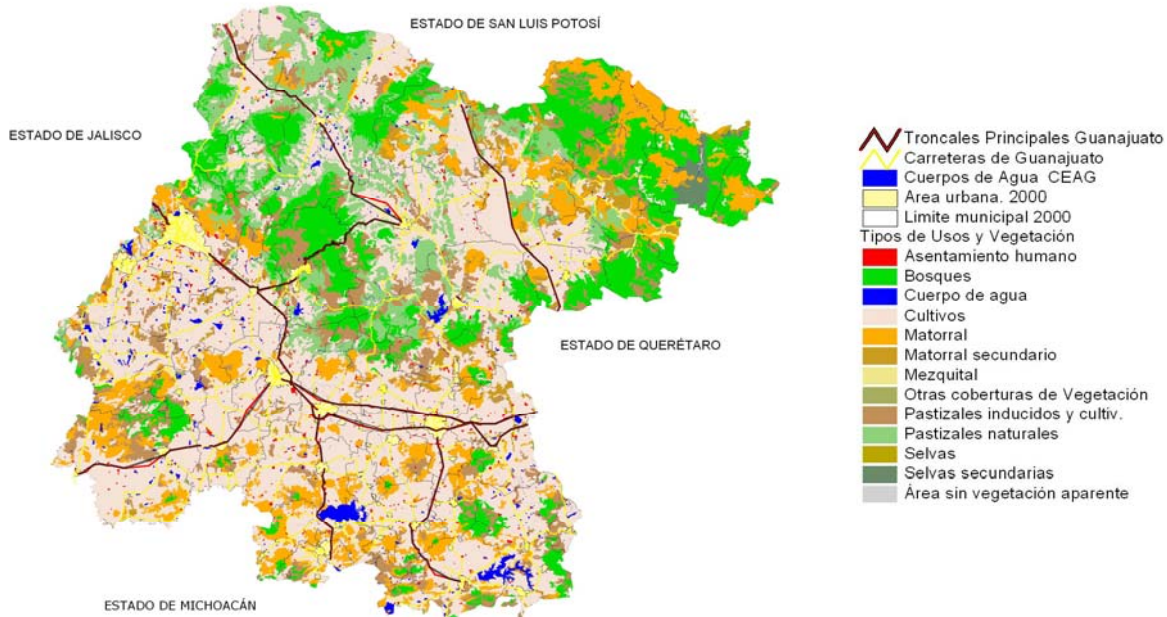 ESTADO DE SAN LUIS POTOSÍ
ESTADO DE JALISCO
ESTADO DE QUERÉTARO
ESTADO DE MICHOACÁN
Troncales Principales Guanajuato
Carreteras de Guanajuato
Cuerpos de Agua CEAG
Area urbana. 2000
Limite municipal 2000
Tipos de Usos y Vegetación
Asentamiento humano
Bosques
Cuerpo de agua
Cultivos
Matorral
Matorral secundario
Mezquital
Otras coberturas de Vegetación
Pastizales inducidos y cultiv.
Pastizales naturales
Selvas
Selvas secundarias
Área sin vegetación aparente